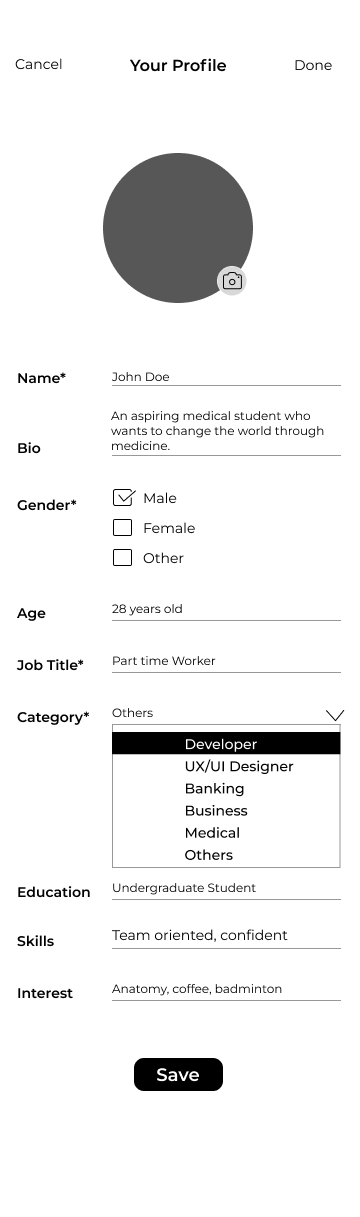 Cancel Your Profile Done
Name* John Doe
An aspiring medical student who
wants to change the world through
medicine.
Bio
Gender* Male
Female
Other
Age 28 years old
Job Title* Part time Worker
Category* Others
Developer
UX/UI Designer
Banking
Business
Medical
Others
Education Undergraduate Student
Skills Team oriented, confident
Interest Anatomy, coffee, badminton
Save